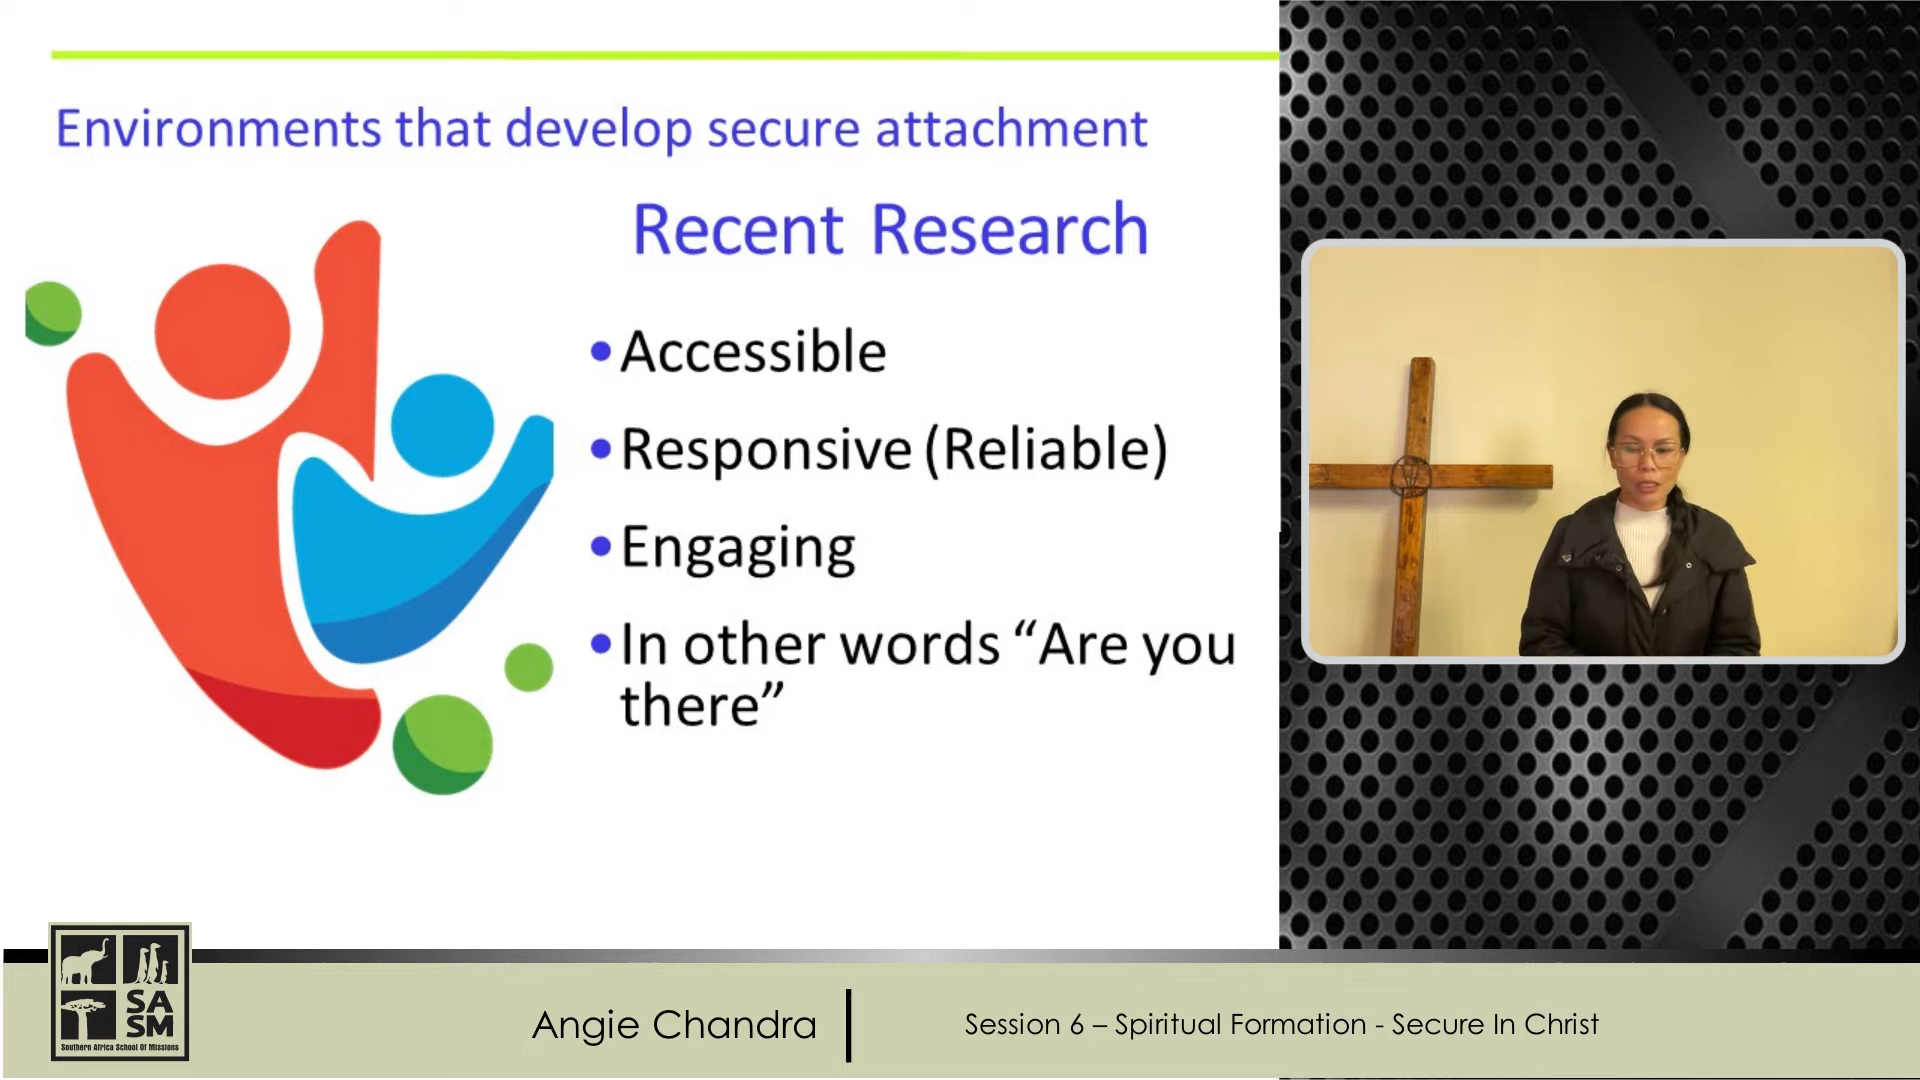 Environments that develop secure attachment
Recent Research
•Accessible
•Responsive (Reliable)
•Engaging
•In other words “Are you
there”
SA
SM
Southern Africa School Of Missions
Angie Chandra
Session 6 – Spiritual Formation - Secure In Christ